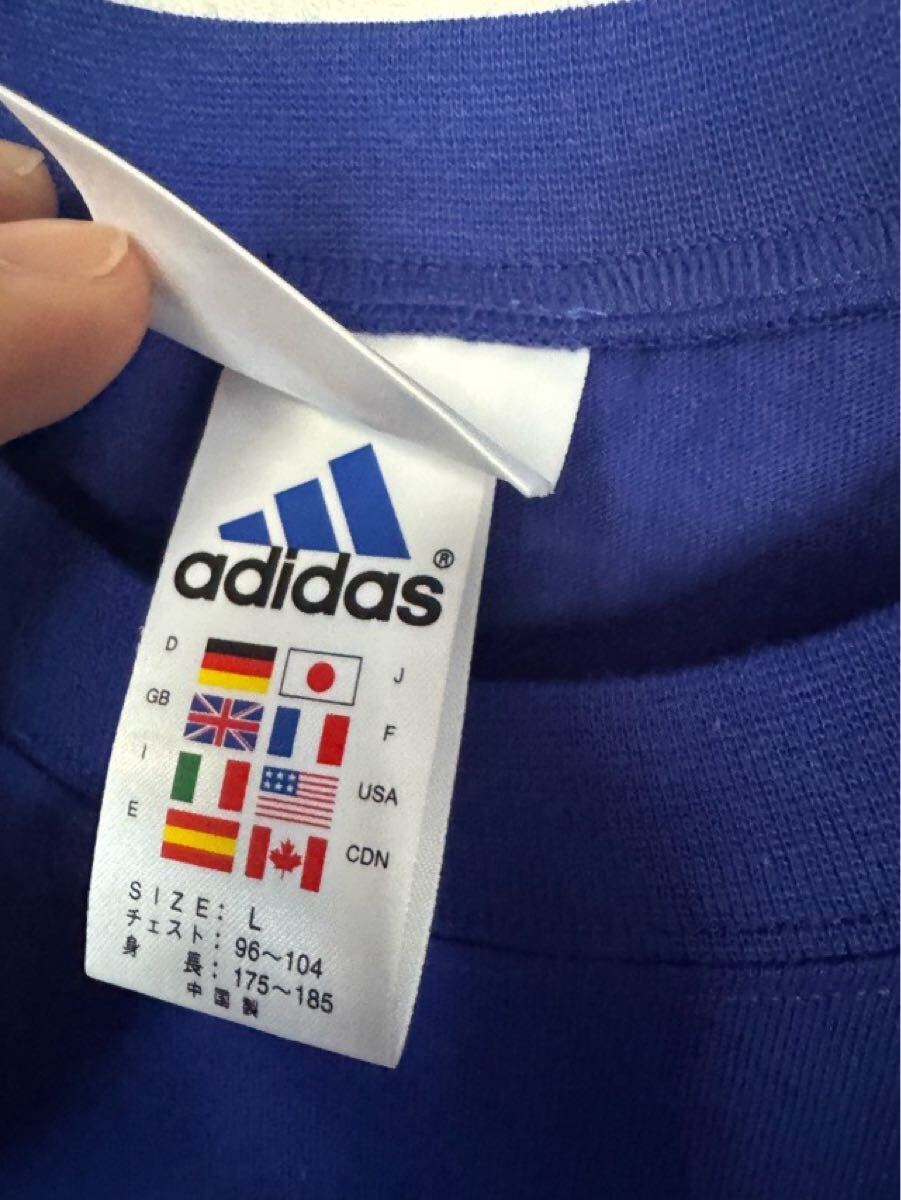 adidas®
D J
GB F
I USA
E CDN
SIZE: L
チェスト: 96〜104
身長: 175〜185
中国製